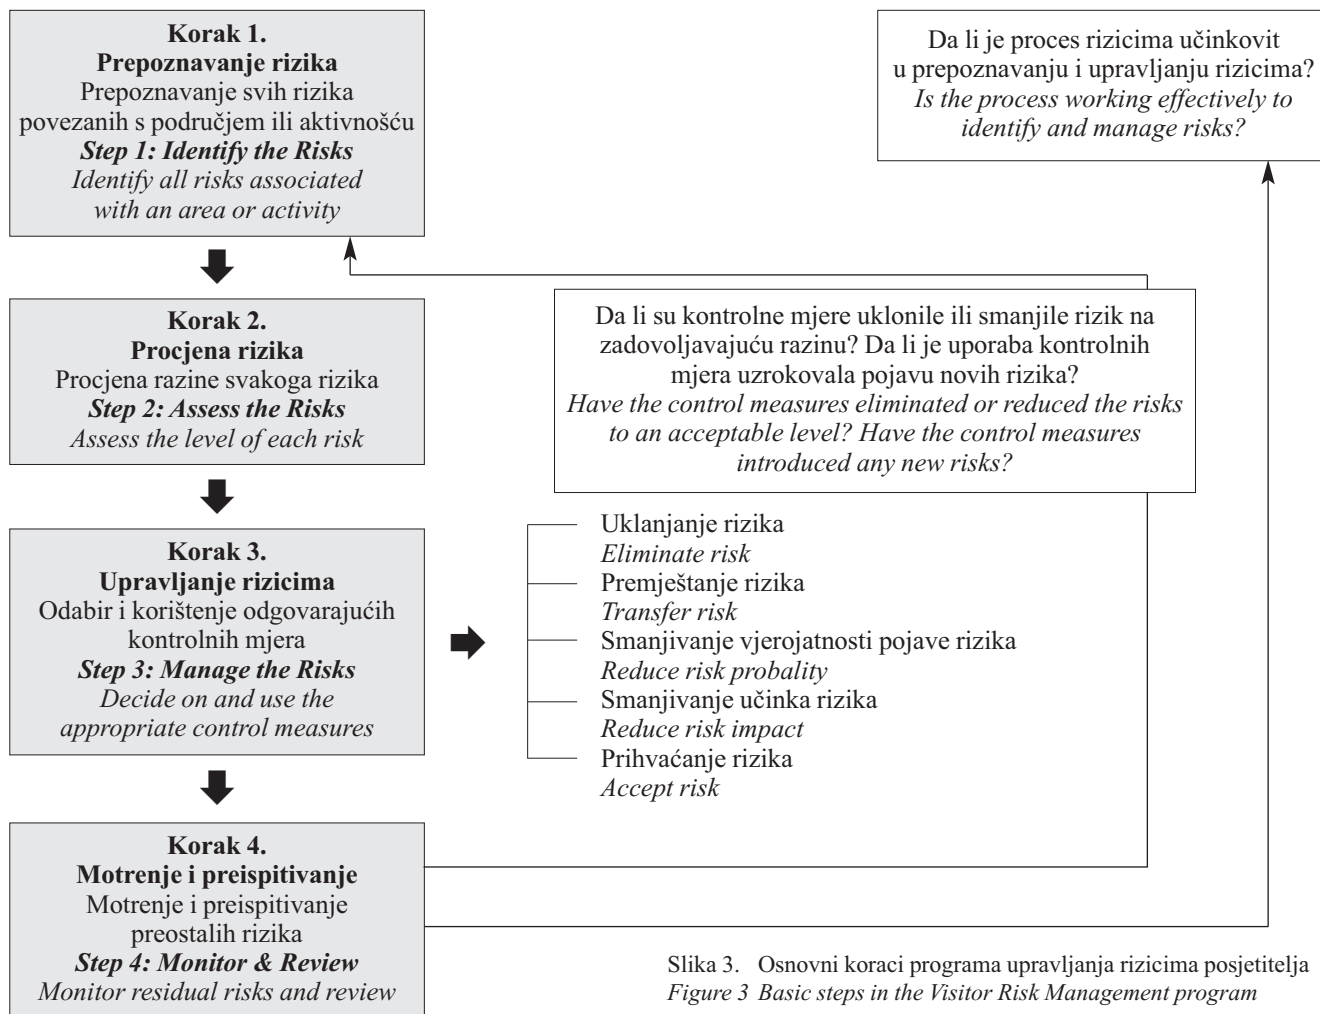 Korak 1.
Prepoznavanje rizika
Prepoznavanje svih rizika
povezanih s područjem ili aktivnošću
Step 1: Identify the Risks
Identify all risks associated
with an area or activity
Da li je proces rizicima učinkovit
u prepoznavanju i upravljanju rizicima?
Is the process working effectively to
identify and manage risks?
Korak 2.
Procjena rizika
Procjena razine svakoga rizika
Step 2: Assess the Risks
Assess the level of each risk
Da li su kontrolne mjere uklonile ili smanjile rizik na
zadovoljavajuću razinu? Da li je uporaba kontrolnih
mjera uzrokovala pojavu novih rizika?
Have the control measures eliminated or reduced the risks
to an acceptable level? Have the control measures
introduced any new risks?
Korak 3.
Upravljanje rizicima
Odabir i korištenje odgovarajućih
kontrolnih mjera
Step 3: Manage the Risks
Decide on and use the
appropriate control measures
Uklanjanje rizika
Eliminate risk
Premještanje rizika
Transfer risk
Smanjivanje vjerojatnosti pojave rizika
Reduce risk probality
Smanjivanje učinka rizika
Reduce risk impact
Prihvaćanje rizika
Accept risk
Korak 4.
Motrenje i preispitivanje
Motrenje i preispitivanje
preostalih rizika
Step 4: Monitor & Review
Monitor residual risks and review
Slika 3. Osnovni koraci programa upravljanja rizicima posjetitelja
Figure 3 Basic steps in the Visitor Risk Management program